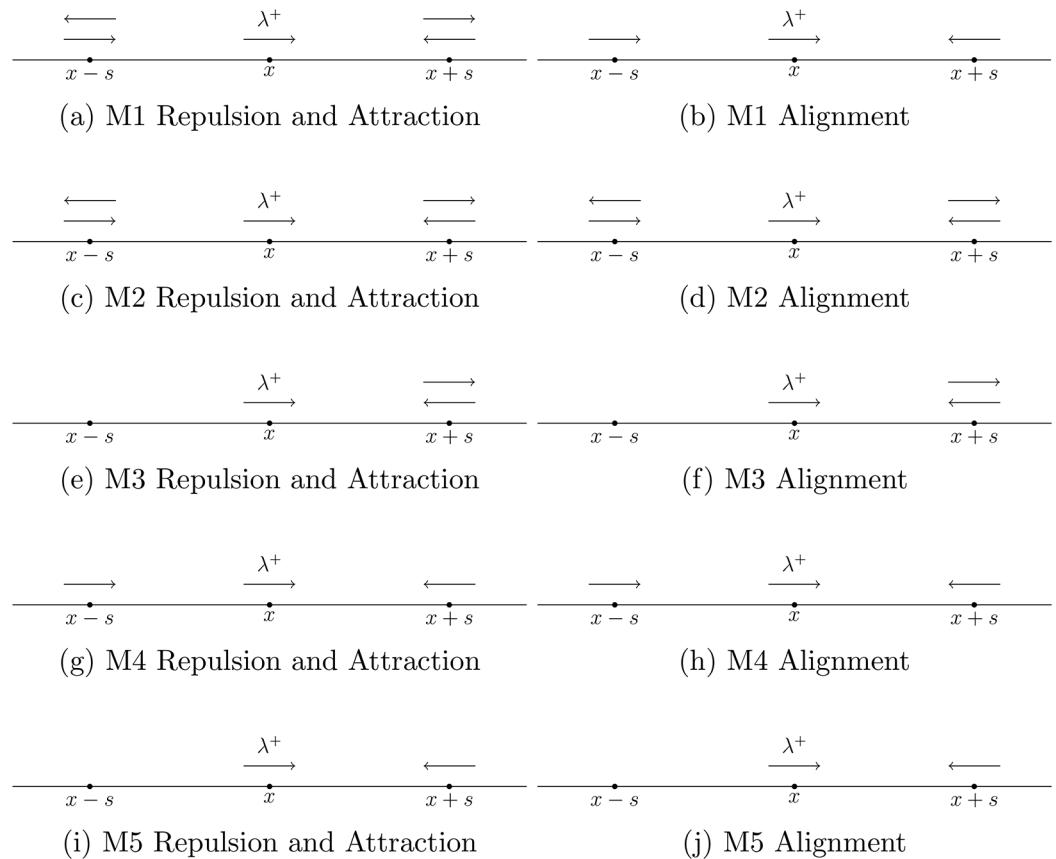 λ⁺ λ⁺
x − s x x + s x − s x x + s
(a) M1 Repulsion and Attraction (b) M1 Alignment
λ⁺ λ⁺
x − s x x + s x − s x x + s
(c) M2 Repulsion and Attraction (d) M2 Alignment
λ⁺ λ⁺
x − s x x + s x − s x x + s
(e) M3 Repulsion and Attraction (f) M3 Alignment
λ⁺ λ⁺
x − s x x + s x − s x x + s
(g) M4 Repulsion and Attraction (h) M4 Alignment
λ⁺ λ⁺
x − s x x + s x − s x x + s
(i) M5 Repulsion and Attraction (j) M5 Alignment